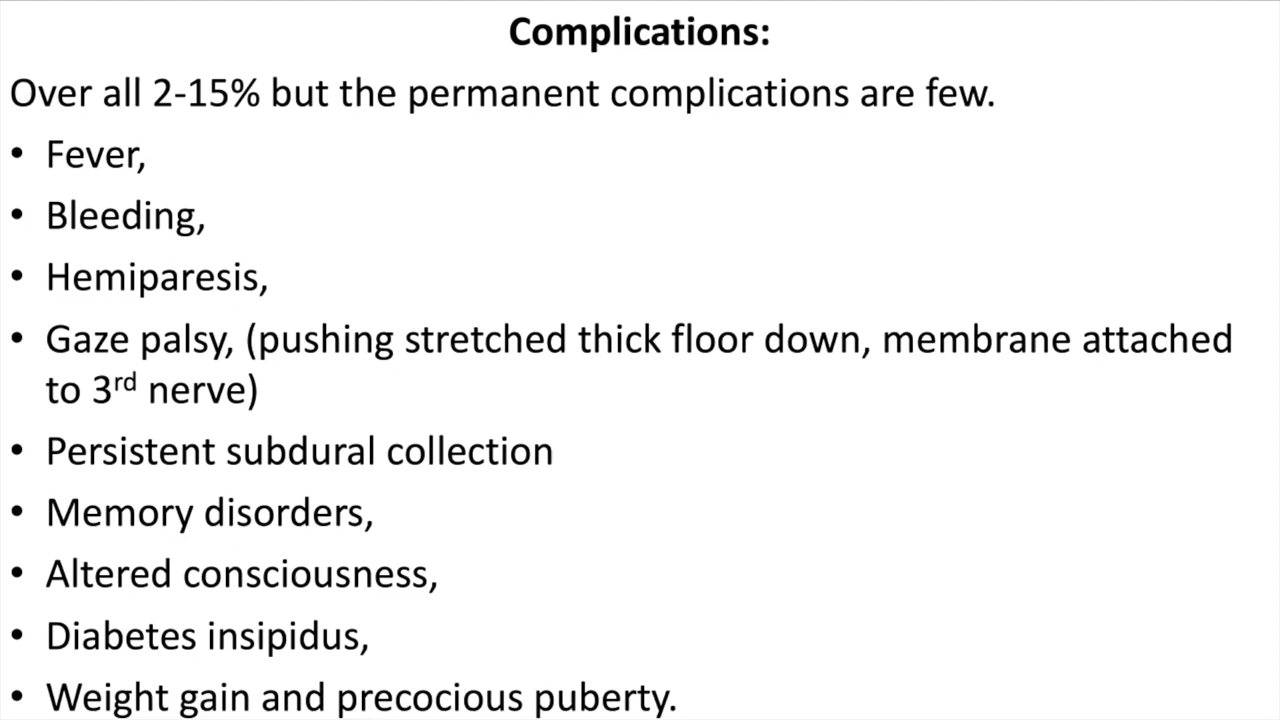 Complications:
Over all 2-15% but the permanent complications are few.
• Fever,
• Bleeding,
• Hemiparesis,
• Gaze palsy, (pushing stretched thick floor down, membrane attached
to 3rd nerve)
• Persistent subdural collection
• Memory disorders,
• Altered consciousness,
• Diabetes insipidus,
• Weight gain and precocious puberty.